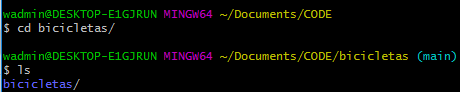 wadmin@DESKTOP-E1GJRUN MINGW64 ~/Documents/CODE
$ cd bicicletas/
wadmin@DESKTOP-E1GJRUN MINGW64 ~/Documents/CODE/bicicletas (main)
$ ls
bicicletas/